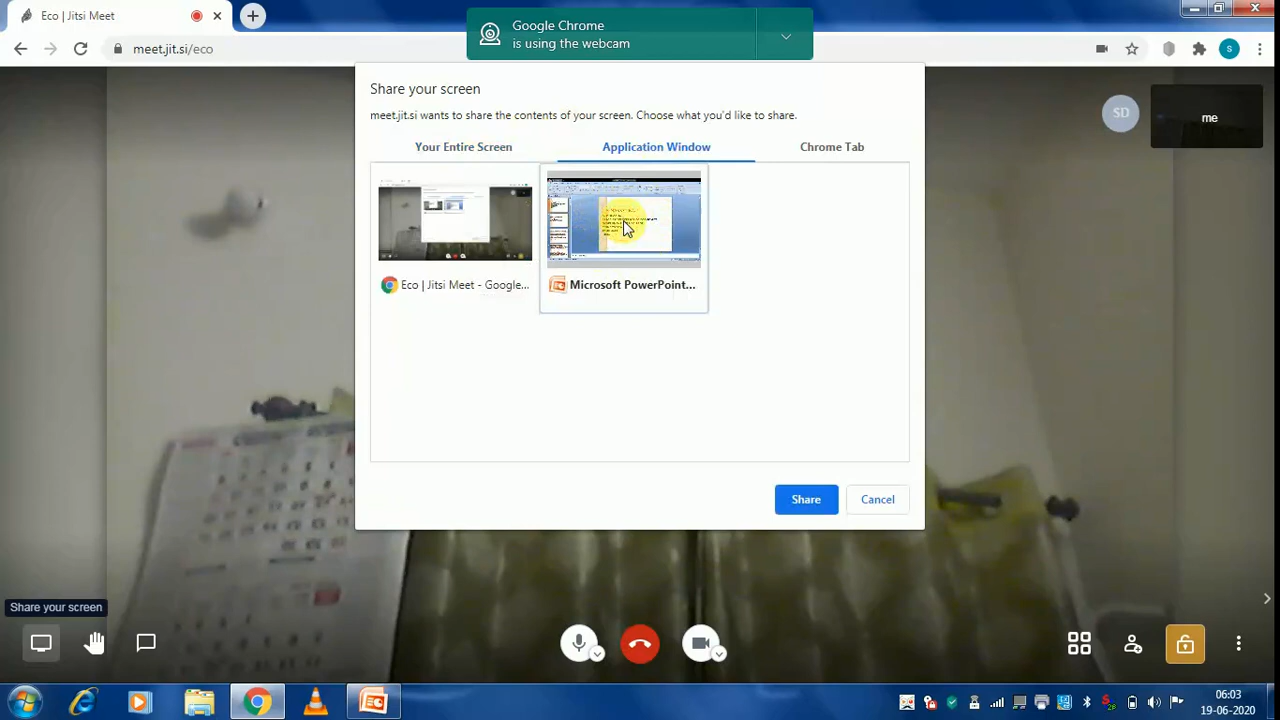 Eco | Jitsi Meet
Google Chrome
is using the webcam
meet.jit.si/eco
S
Share your screen
meet.jit.si wants to share the contents of your screen. Choose what you'd like to share.
SD
me
Your Entire Screen
Application Window
Chrome Tab
Eco | Jitsi Meet - Google...
Microsoft PowerPoint...
Share
Cancel
Share your screen
06:03
19-06-2020